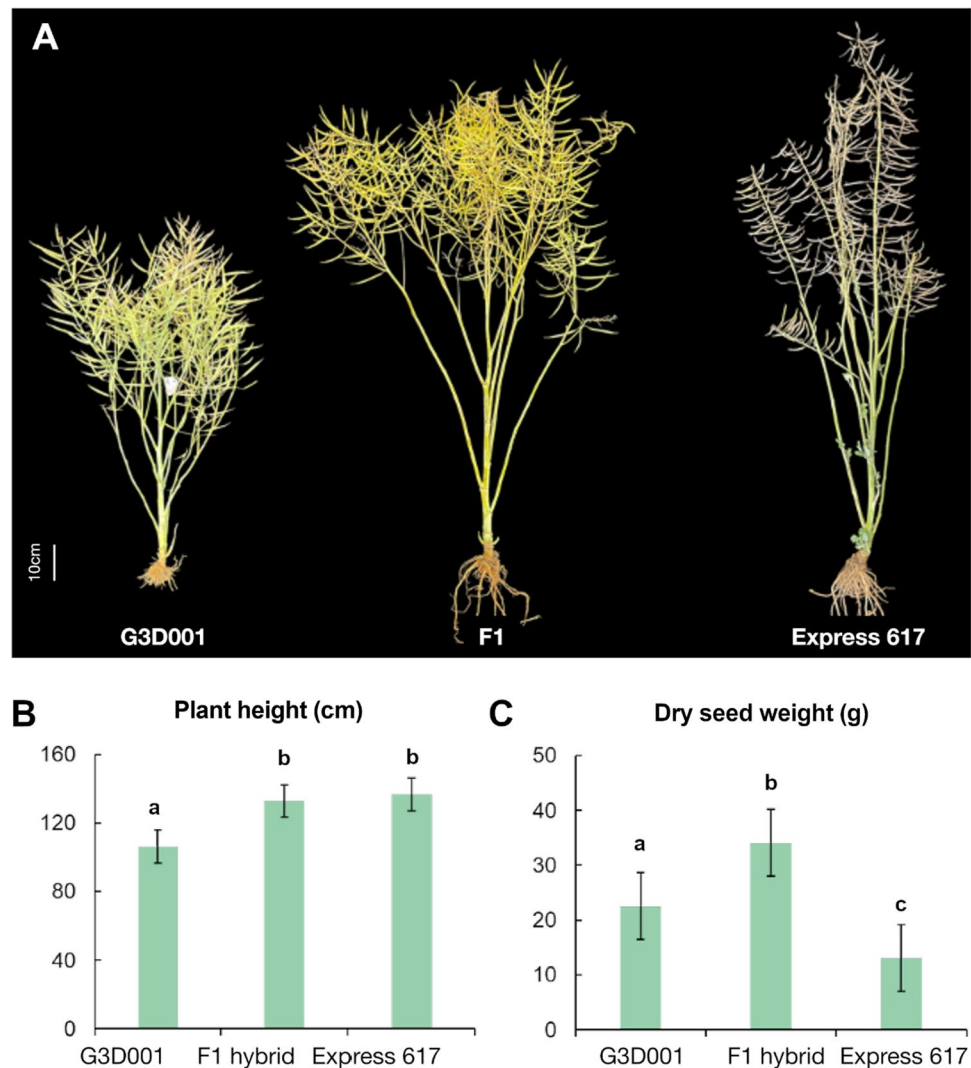 A
10cm
G3D001
F1
Express 617
B
Plant height (cm)
160
120
80
40
0
a
b
b
G3D001
F1 hybrid
Express 617
C
Dry seed weight (g)
50
40
30
20
10
0
a
b
c
G3D001
F1 hybrid
Express 617